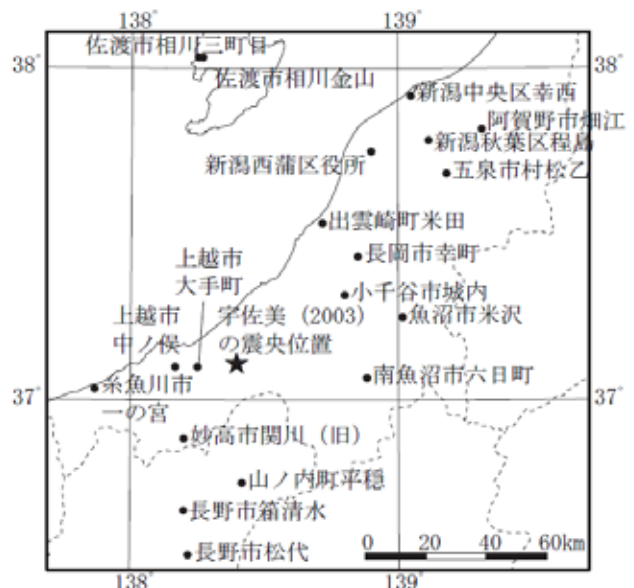 138° 139°
38° 38°
佐渡市相川三町目
佐渡市相川金山
新潟中央区幸西
阿賀野市畑江
新潟秋葉区程島
新潟西蒲区役所
五泉市村松乙
出雲崎町米田
長岡市幸町
上越市
大手町
小千谷市城内
上越市
中ノ俣
宇佐美（2003）
の震央位置
魚沼市米沢
南魚沼市六日町
37° 37°
糸魚川市
一の宮
妙高市関川（旧）
山ノ内町平穏
長野市箱清水
長野市松代
0 20 40 60km
138° 139°